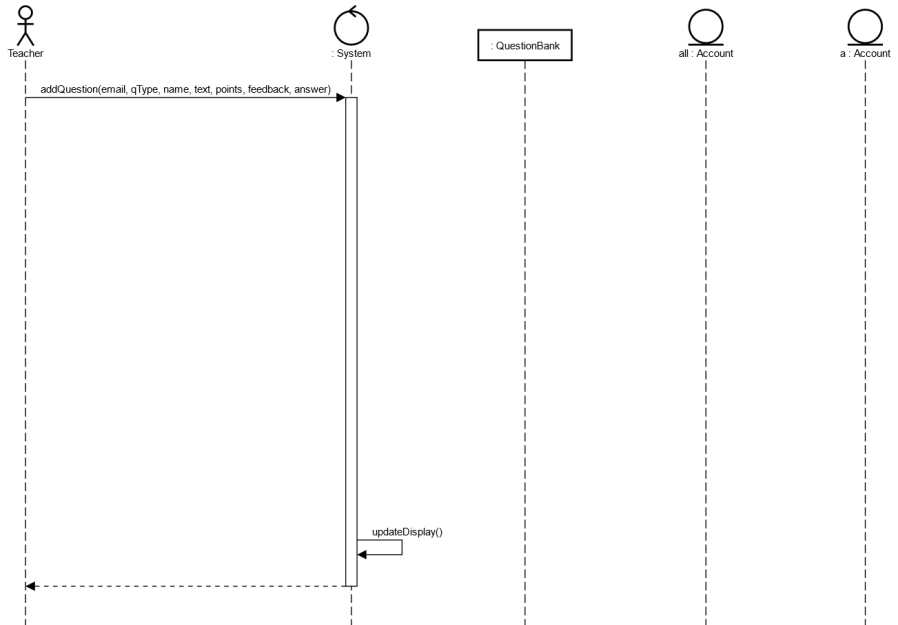 Teacher
: System
: QuestionBank
all : Account
a : Account
addQuestion(email, qType, name, text, points, feedback, answer)
updateDisplay()